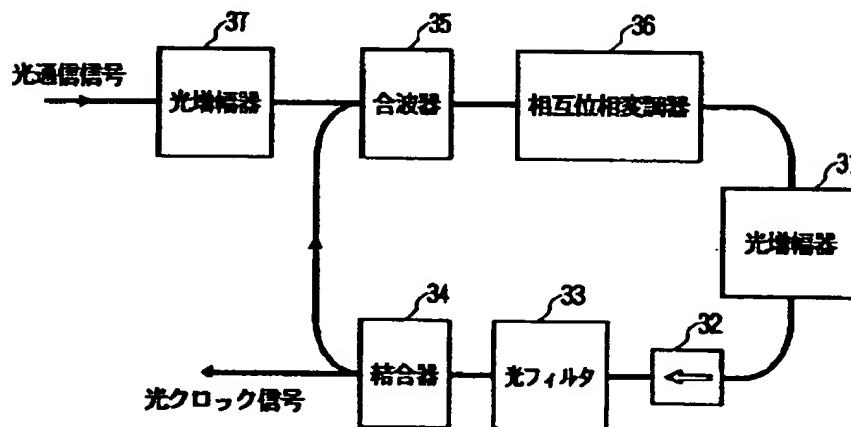 37
35
36
光通信信号
光増幅器
合波器
相互位相変調器
31
光増幅器
34
33
32
結合器
光フィルタ
光クロック信号